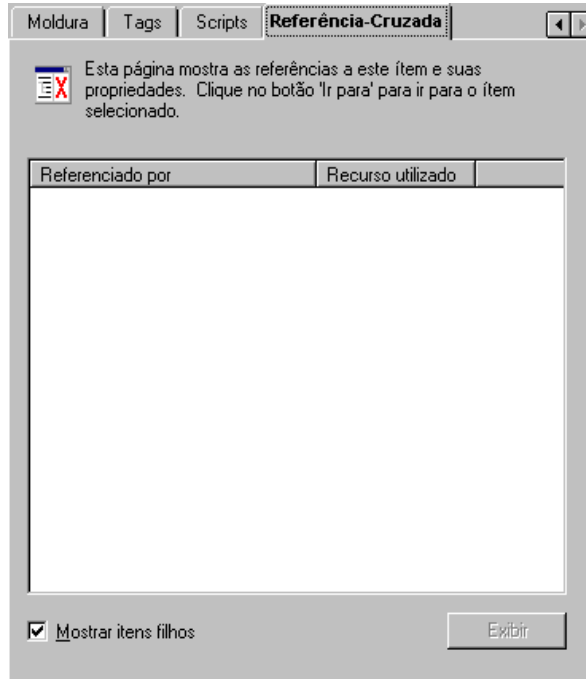 Moldura Tags Scripts Referência-Cruzada
Esta página mostra as referências a este ítem e suas
propriedades. Clique no botão 'Ir para' para ir para o ítem
selecionado.
Referenciado por Recurso utilizado
Mostrar itens filhos Exibir